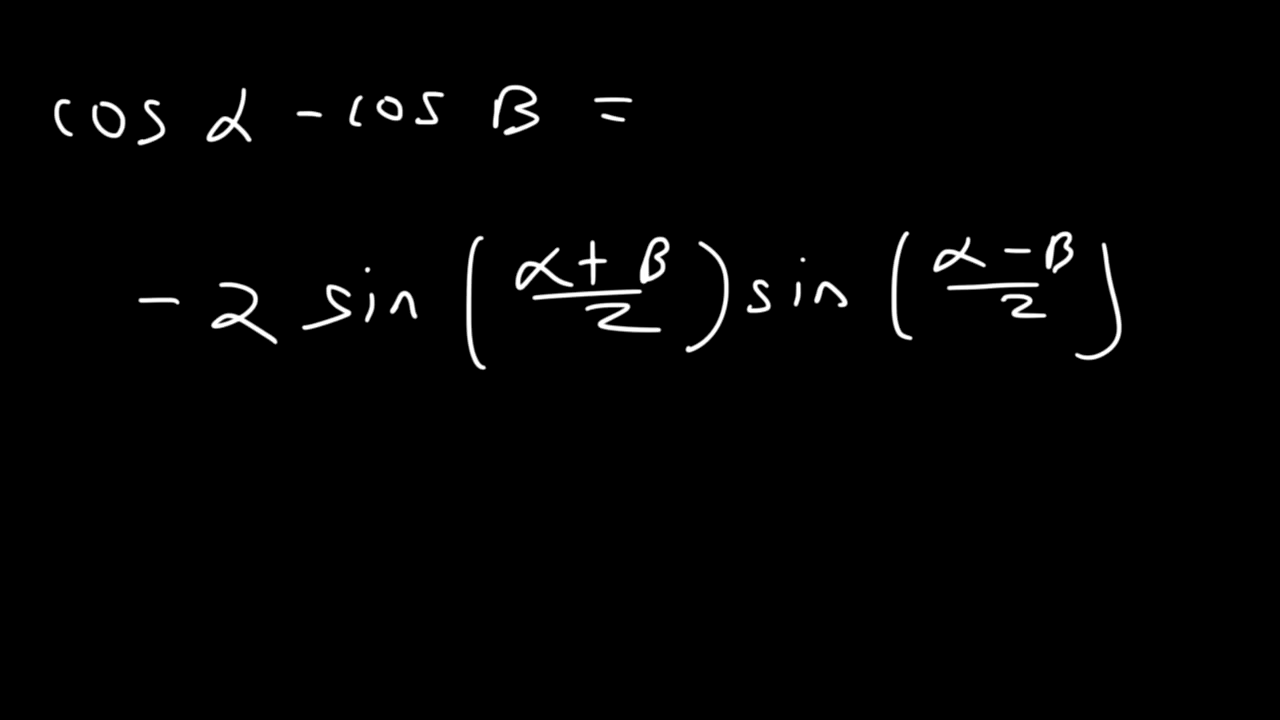 cos α - cos β =
- 2 sin (α + β / 2) sin (α - β / 2)